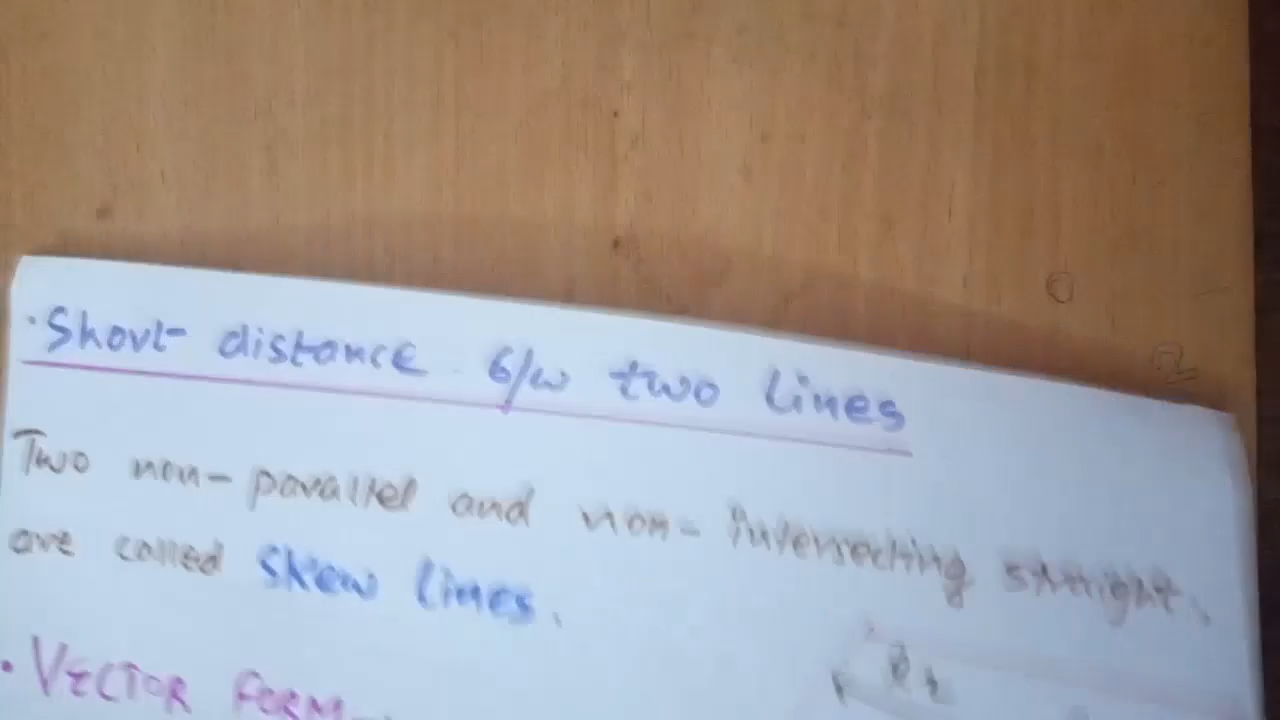 · Short distance b/w two lines
Two non-parallel and non-intersecting straight
are called skew lines.
· VECTOR FORM